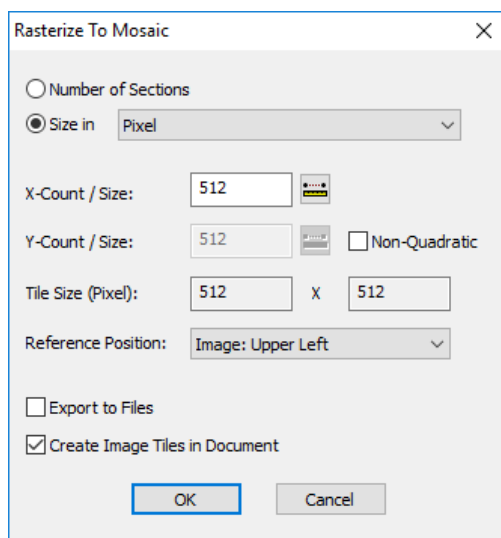 Rasterize To Mosaic
Number of Sections
Size in Pixel
X-Count / Size: 512
Y-Count / Size: 512 Non-Quadratic
Tile Size (Pixel): 512 X 512
Reference Position: Image: Upper Left
Export to Files
Create Image Tiles in Document
OK Cancel